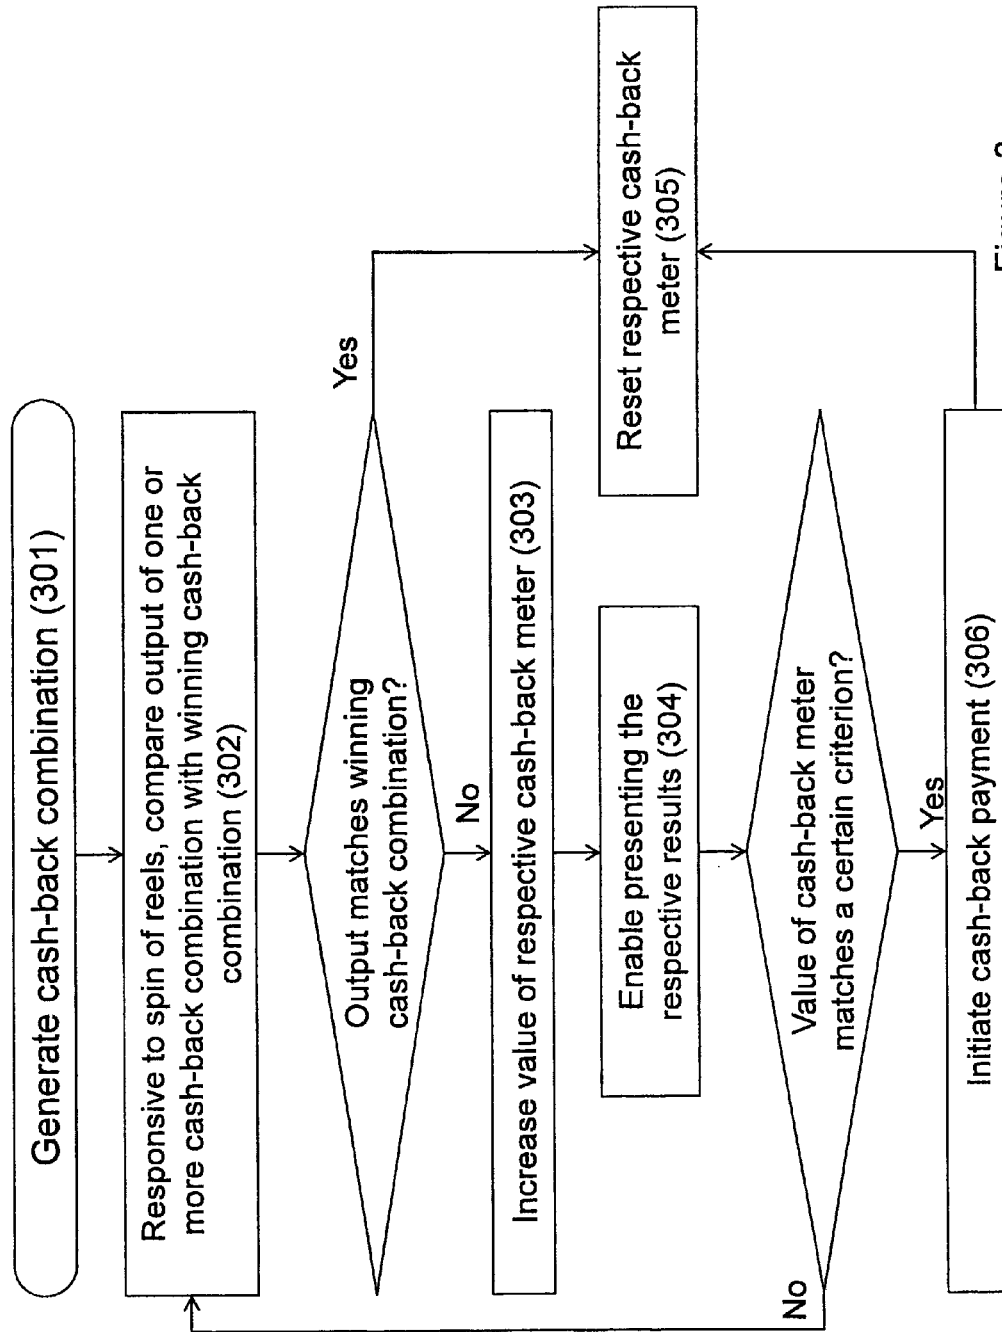 Generate cash-back combination (301)
Responsive to spin of reels, compare output of one or
more cash-back combination with winning cash-back
combination (302)
Output matches winning
cash-back combination?
Yes
No
Increase value of respective cash-back meter (303)
Reset respective cash-back
meter (305)
Enable presenting the
respective results (304)
Value of cash-back meter
matches a certain criterion?
No
Yes
Initiate cash-back payment (306)
Figure